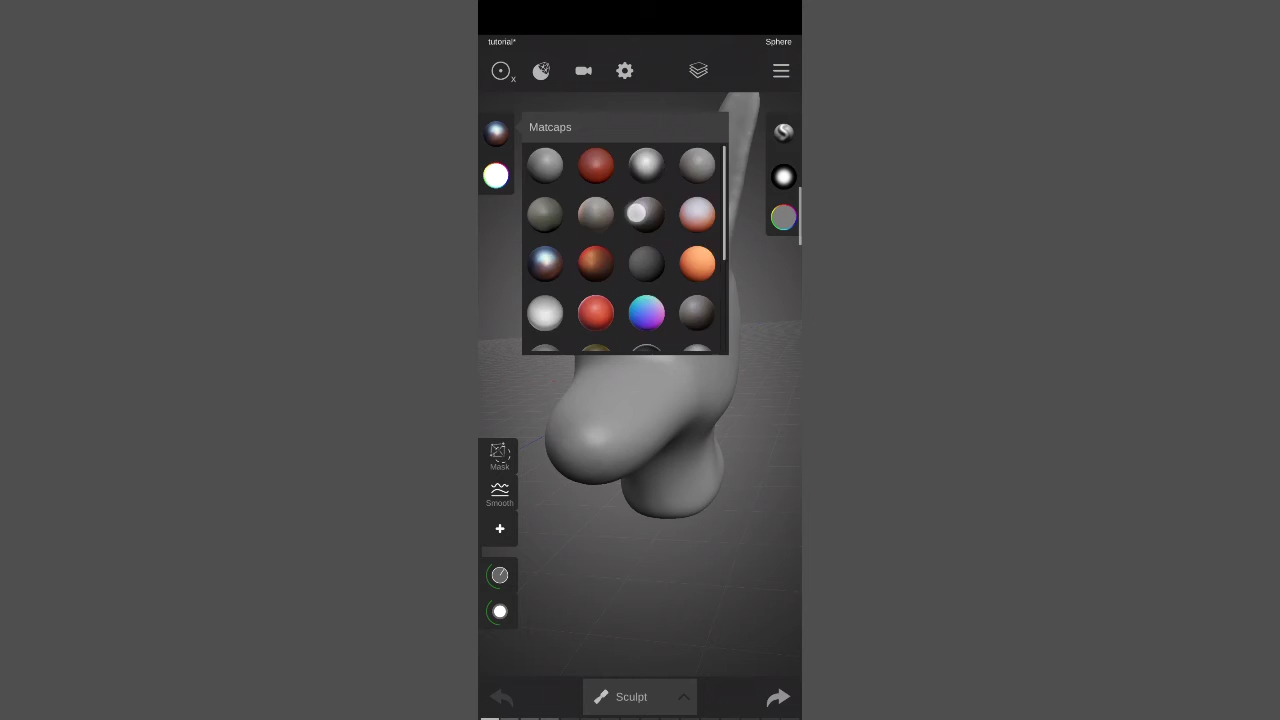 tutorial*
Sphere
x
Matcaps
Mask
Smooth
Sculpt